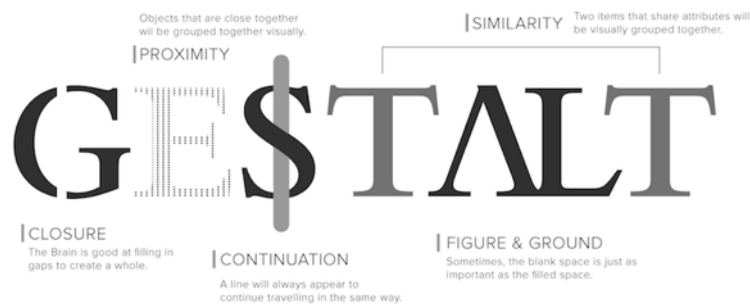 Objects that are close together
wil be grouped together visually.
PROXIMITY
SIMILARITY
Two items that share attributes will
be visually grouped together.
GESTALT
CLOSURE
The Brain is good at filling in
gaps to create a whole.
CONTINUATION
A line will always appear to
continue travelling in the same way.
FIGURE & GROUND
Sometimes, the blank space is just as
important as the filled space.